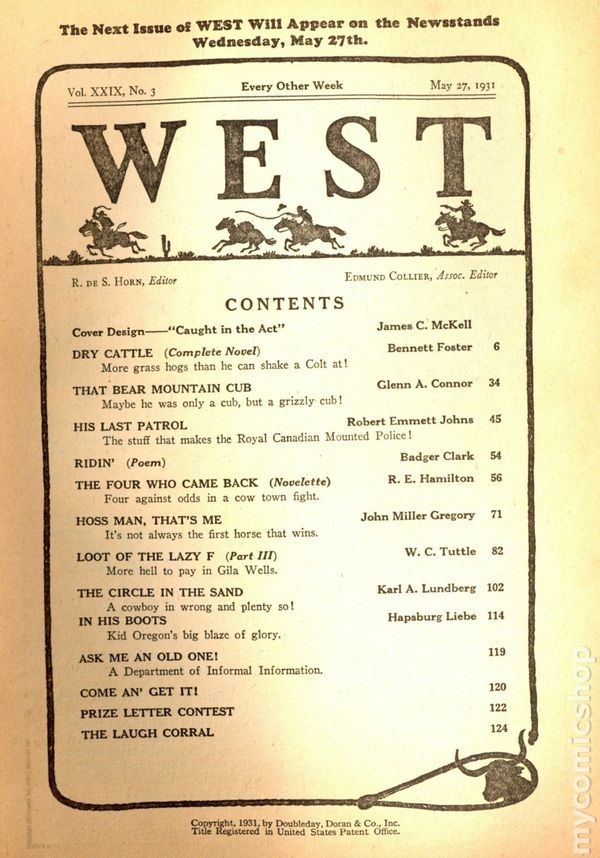 The Next Issue of WEST Will Appear on the Newsstands
Wednesday, May 27th.
Vol. XXIX, No. 3 Every Other Week May 27, 1931
WEST
R. DE S. HORN, Editor EDMUND COLLIER, Assoc. Editor
CONTENTS
Cover Design——"Caught in the Act" James C. McKell
DRY CATTLE (Complete Novel) Bennett Foster 6
More grass hogs than he can shake a Colt at!
THAT BEAR MOUNTAIN CUB Glenn A. Connor 34
Maybe he was only a cub, but a grizzly cub!
HIS LAST PATROL Robert Emmett Johns 45
The stuff that makes the Royal Canadian Mounted Police!
RIDIN' (Poem) Badger Clark 54
THE FOUR WHO CAME BACK (Novelette) R. E. Hamilton 56
Four against odds in a cow town fight.
HOSS MAN, THAT'S ME John Miller Gregory 71
It's not always the first horse that wins.
LOOT OF THE LAZY F (Part III) W. C. Tuttle 82
More hell to pay in Gila Wells.
THE CIRCLE IN THE SAND Karl A. Lundberg 102
A cowboy in wrong and plenty so!
IN HIS BOOTS Hapsburg Liebe 114
Kid Oregon's big blaze of glory.
ASK ME AN OLD ONE! 119
A Department of Informal Information.
COME AN' GET IT! 120
PRIZE LETTER CONTEST 122
THE LAUGH CORRAL 124
Copyright, 1931, by Doubleday, Doran & Co., Inc.
Title Registered in United States Patent Office.
mycomicshop